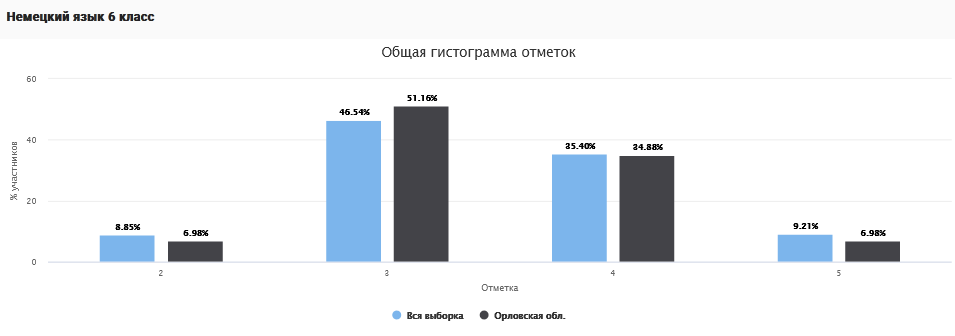 Немецкий язык 6 класс
Общая гистограмма отметок
% участников
60
40
20
0
8.85% 6.98% 46.54% 51.16% 35.40% 34.88% 9.21% 6.98%
2 3 4 5
Отметка
Вся выборка Орловская обл.